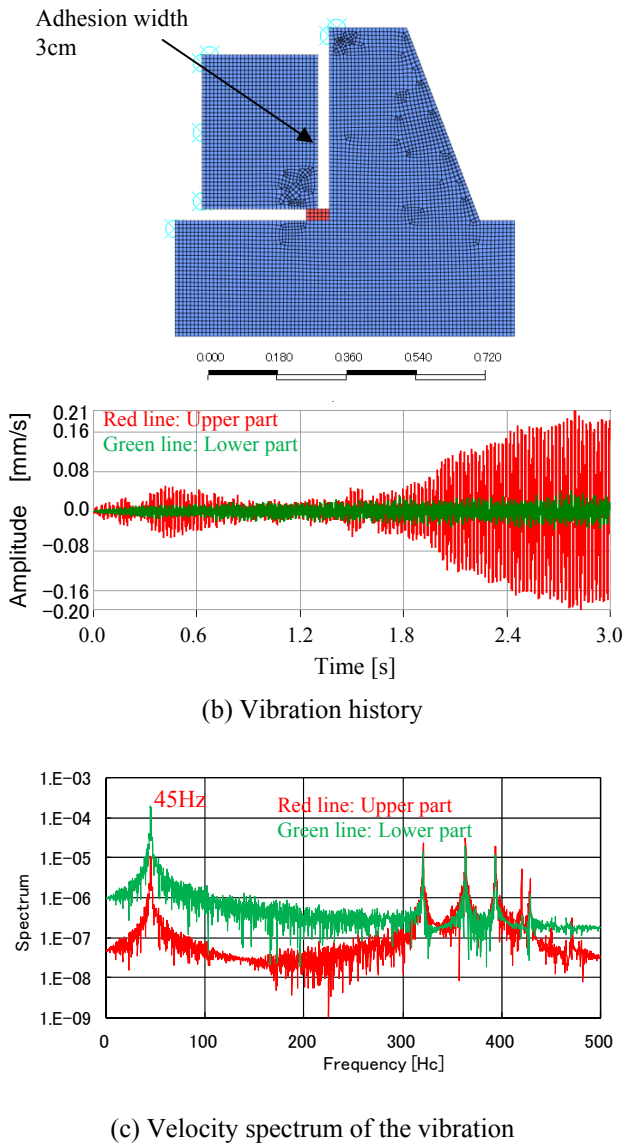 Adhesion width
3cm
0.000 0.180 0.360 0.540 0.720
Amplitude [mm/s]
0.21
0.16
0.08
0.0
-0.08
-0.16
-0.20
Red line: Upper part
Green line: Lower part
0.0 0.6 1.2 1.8 2.4 3.0
Time [s]
(b) Vibration history
Spectrum
1.E-03
1.E-04
1.E-05
1.E-06
1.E-07
1.E-08
1.E-09
45Hz
Red line: Upper part
Green line: Lower part
0 100 200 300 400 500
Frequency [Hc]
(c) Velocity spectrum of the vibration